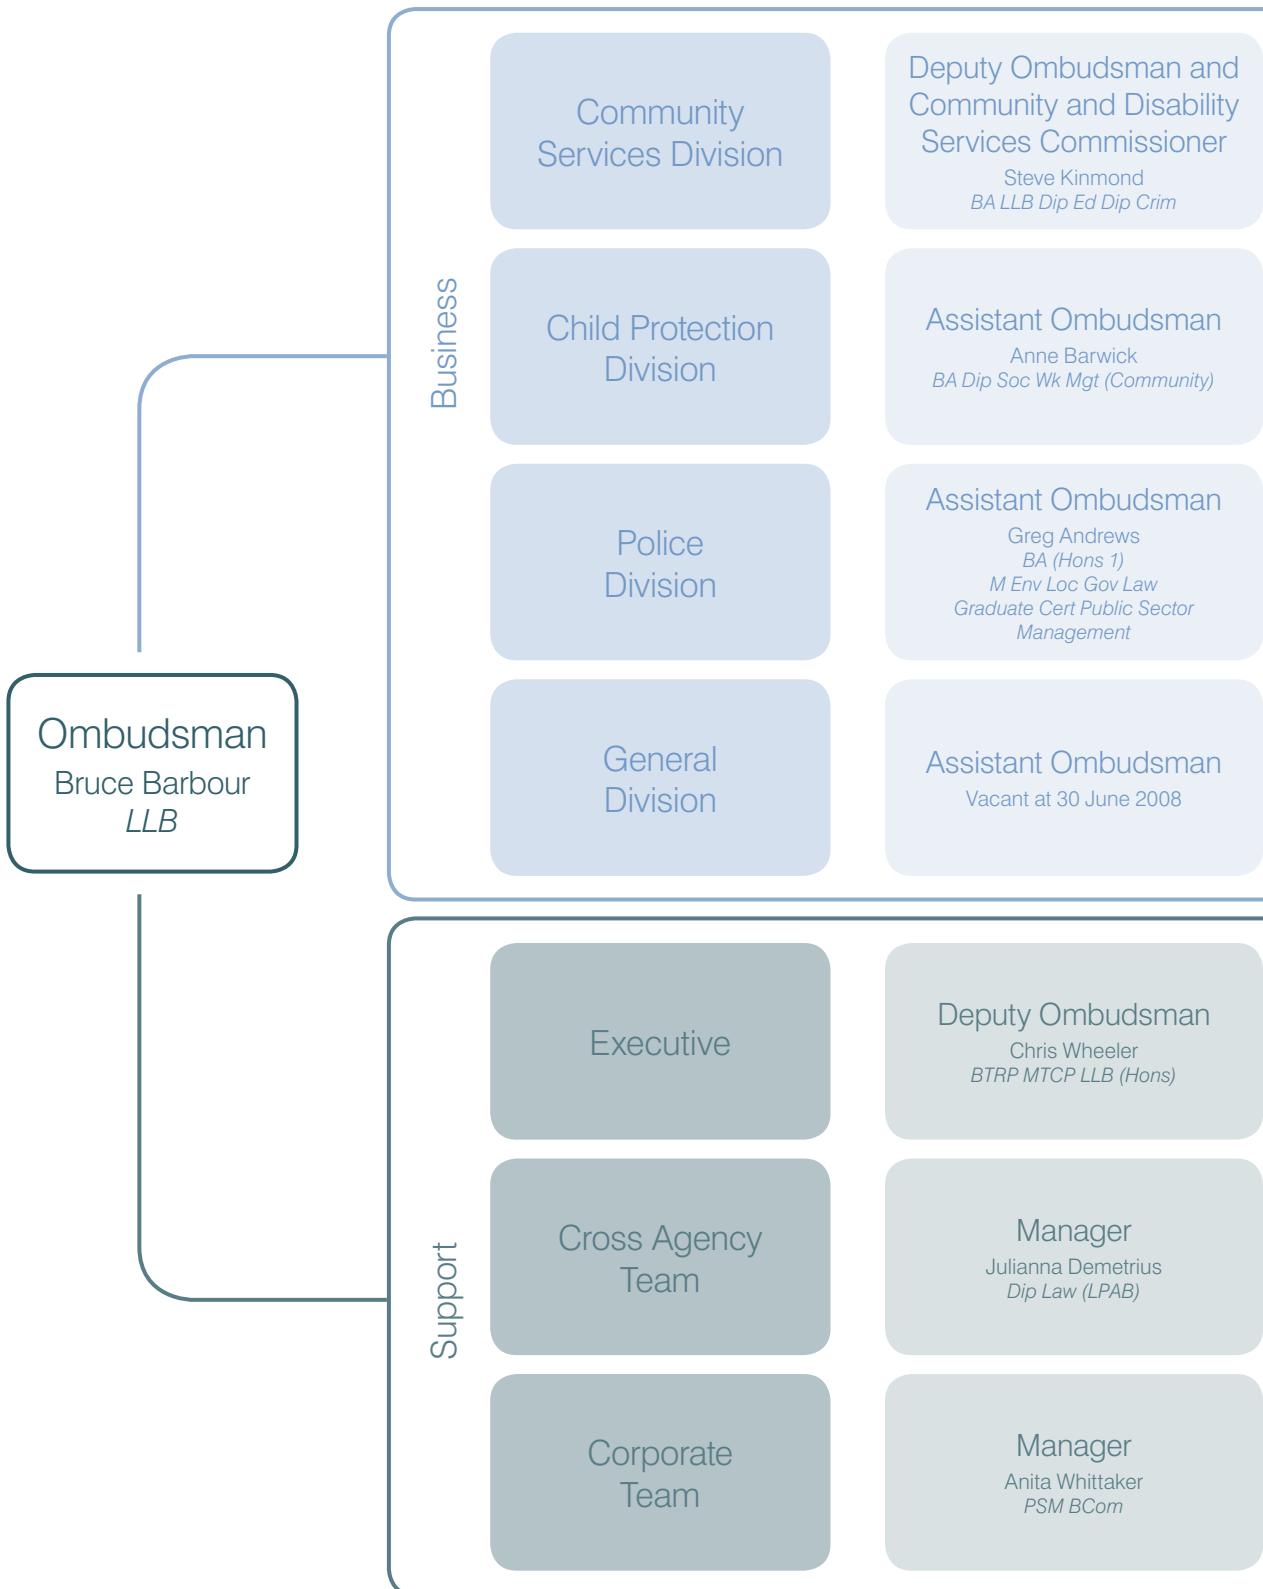 Ombudsman
Bruce Barbour
LLB
Business
Community
Services Division
Deputy Ombudsman and
Community and Disability
Services Commissioner
Steve Kinmond
BA LLB Dip Ed Dip Crim
Child Protection
Division
Assistant Ombudsman
Anne Barwick
BA Dip Soc Wk Mgt (Community)
Police
Division
Assistant Ombudsman
Greg Andrews
BA (Hons 1)
M Env Loc Gov Law
Graduate Cert Public Sector
Management
General
Division
Assistant Ombudsman
Vacant at 30 June 2008
Support
Executive
Deputy Ombudsman
Chris Wheeler
BTRP MTCP LLB (Hons)
Cross Agency
Team
Manager
Julianna Demetrius
Dip Law (LPAB)
Corporate
Team
Manager
Anita Whittaker
PSM BCom